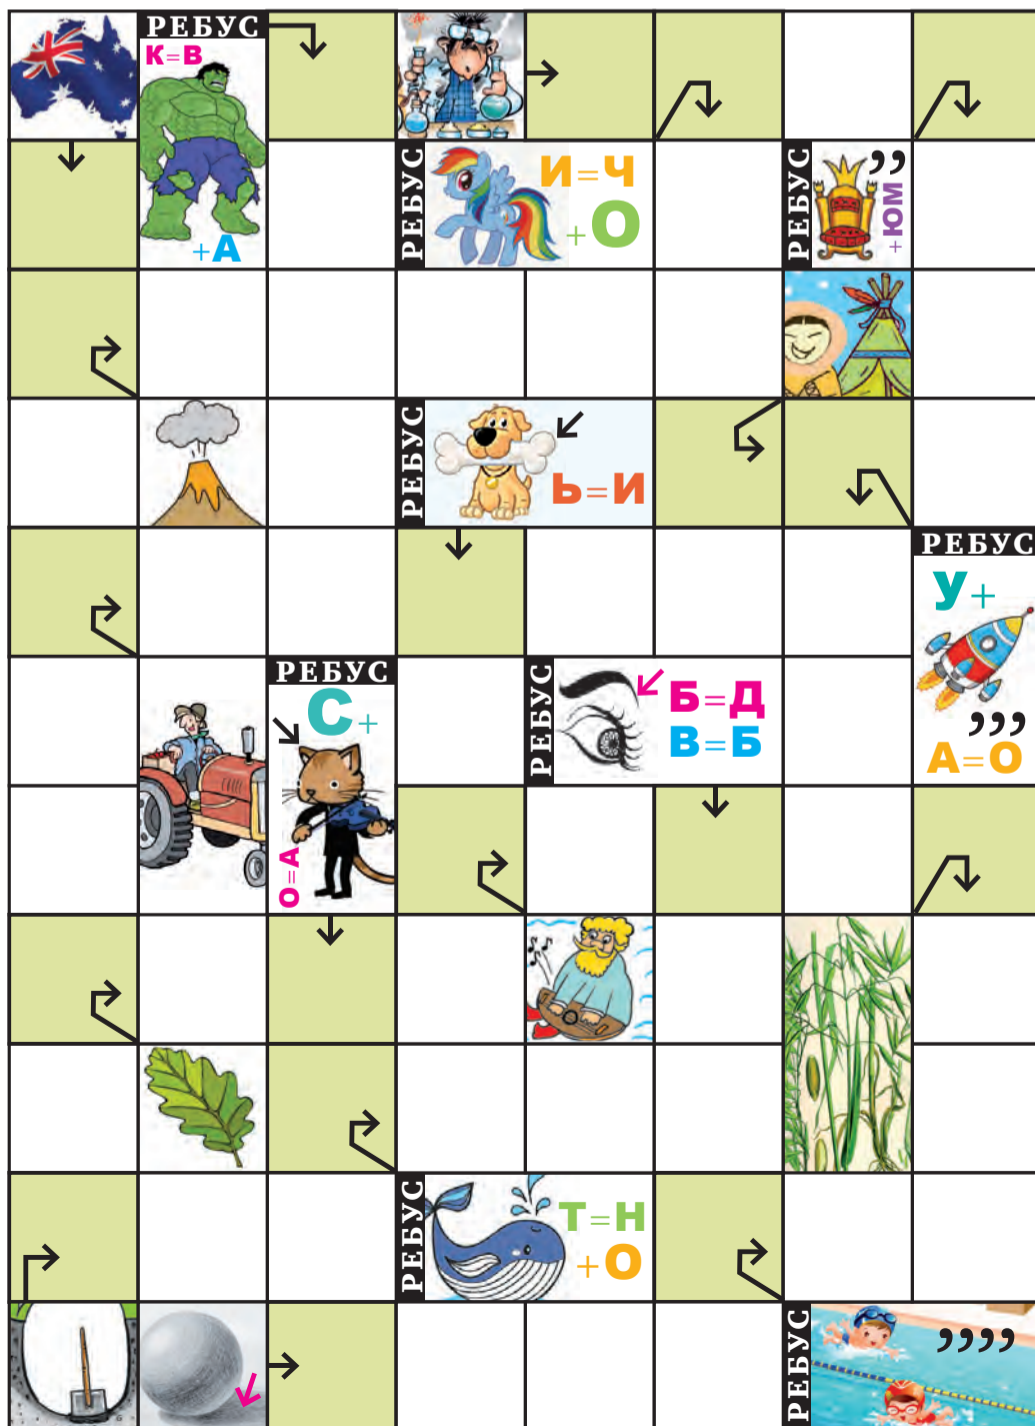 РЕБУС
К=В
+А
РЕБУС
И=Ч
+О
РЕБУС
,,
+ЮМ
РЕБУС
Ь=И
РЕБУС
У+
,,,
А=О
РЕБУС
С+
О=А
РЕБУС
Б=Д
В=Б
РЕБУС
Т=Н
+О
РЕБУС
,,,,